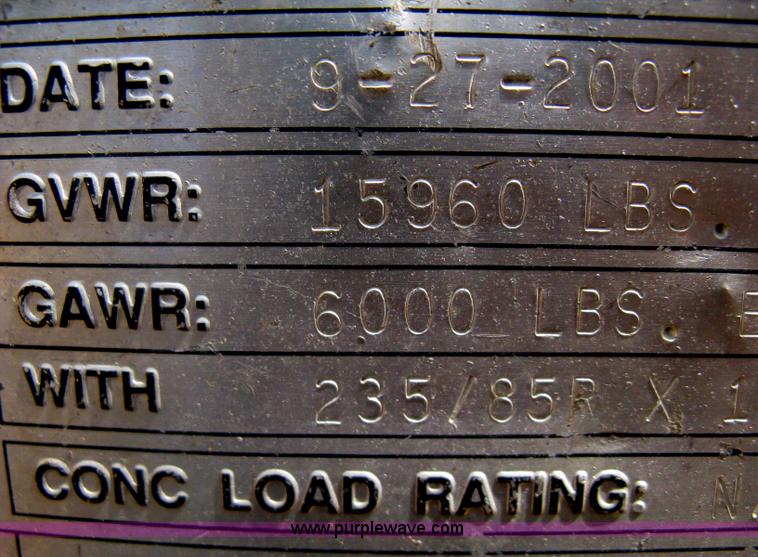 DATE: 9-27-2001
GVWR: 15960 LBS.
GAWR: 6000 LBS. E
WITH 235/85R X 1
CONC LOAD RATING: N.
www.purplewave.com